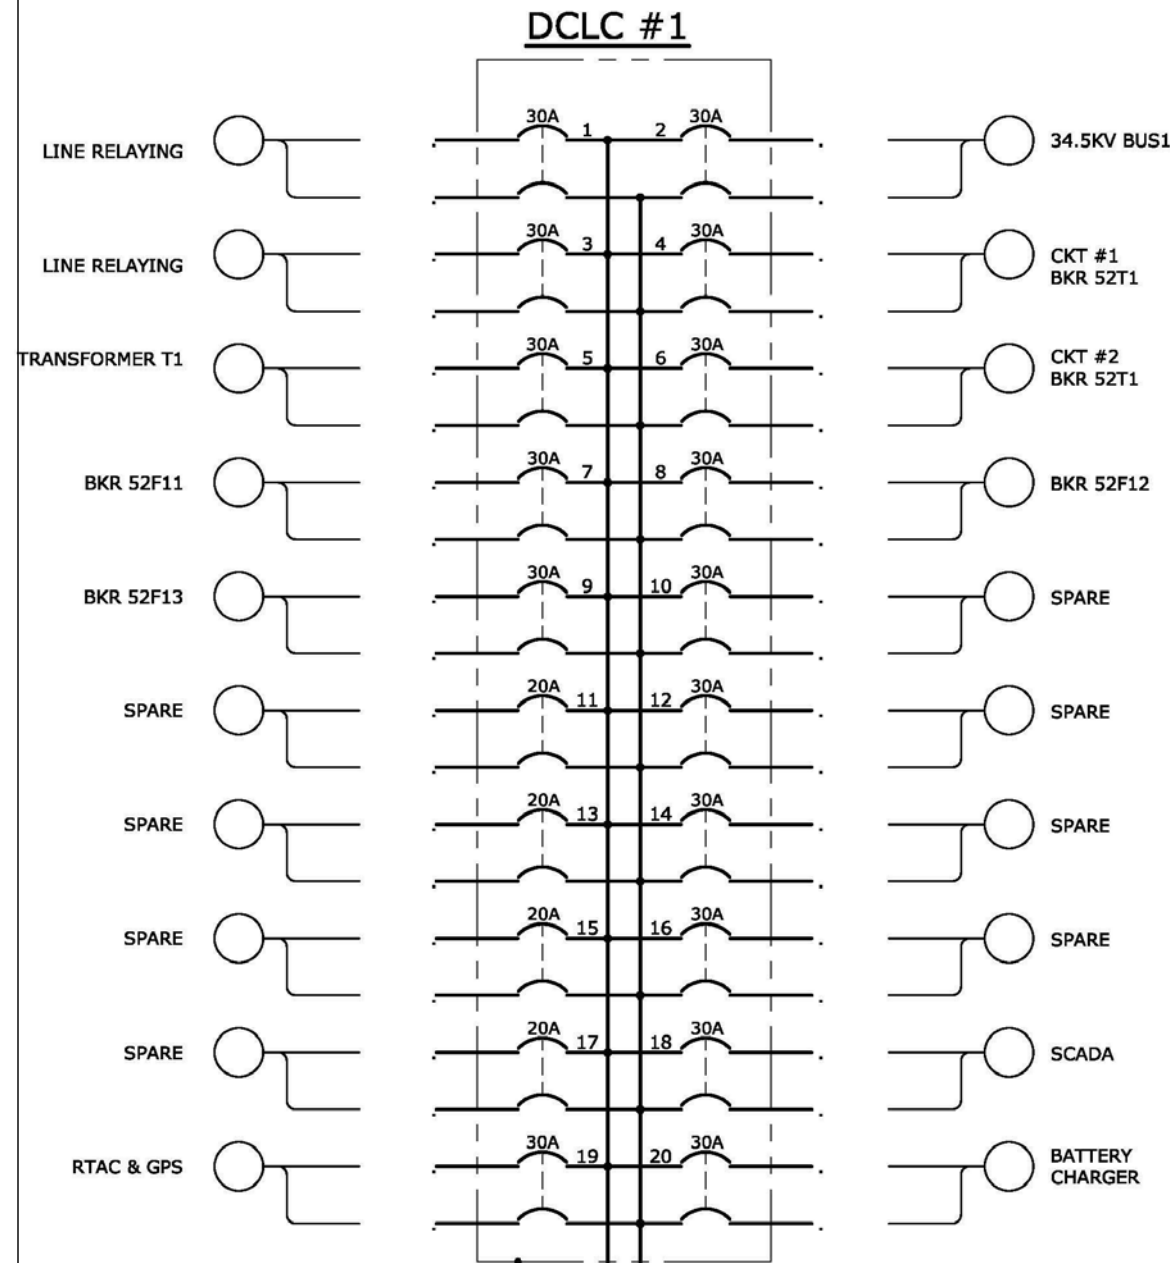 DCLC #1
LINE RELAYING 30A 1 2 30A 34.5KV BUS1
LINE RELAYING 30A 3 4 30A CKT #1
BKR 52T1
TRANSFORMER T1 30A 5 6 30A CKT #2
BKR 52T1
BKR 52F11 30A 7 8 30A BKR 52F12
BKR 52F13 30A 9 10 30A SPARE
SPARE 20A 11 12 30A SPARE
SPARE 20A 13 14 30A SPARE
SPARE 20A 15 16 30A SPARE
SPARE 20A 17 18 30A SCADA
RTAC & GPS 30A 19 20 30A BATTERY
CHARGER